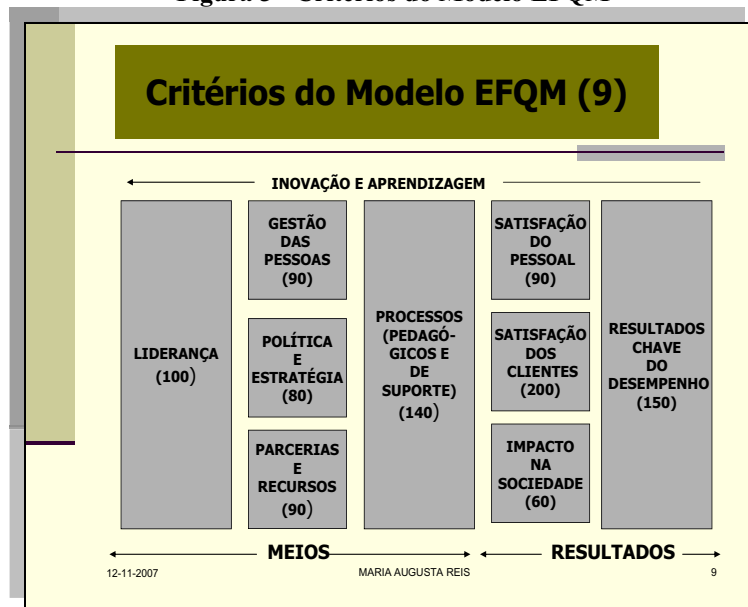 Figura 3 - Critérios do Modelo EFQM
Critérios do Modelo EFQM (9)
INOVAÇÃO E APRENDIZAGEM
LIDERANÇA
(100)
GESTÃO
DAS
PESSOAS
(90)
POLÍTICA
E
ESTRATÉGIA
(80)
PARCERIAS
E
RECURSOS
(90)
PROCESSOS
(PEDAGÓ-
GICOS E
DE
SUPORTE)
(140)
SATISFAÇÃO
DO
PESSOAL
(90)
SATISFAÇÃO
DOS
CLIENTES
(200)
IMPACTO
NA
SOCIEDADE
(60)
RESULTADOS
CHAVE
DO
DESEMPENHO
(150)
MEIOS
RESULTADOS
12-11-2007
MARIA AUGUSTA REIS
9